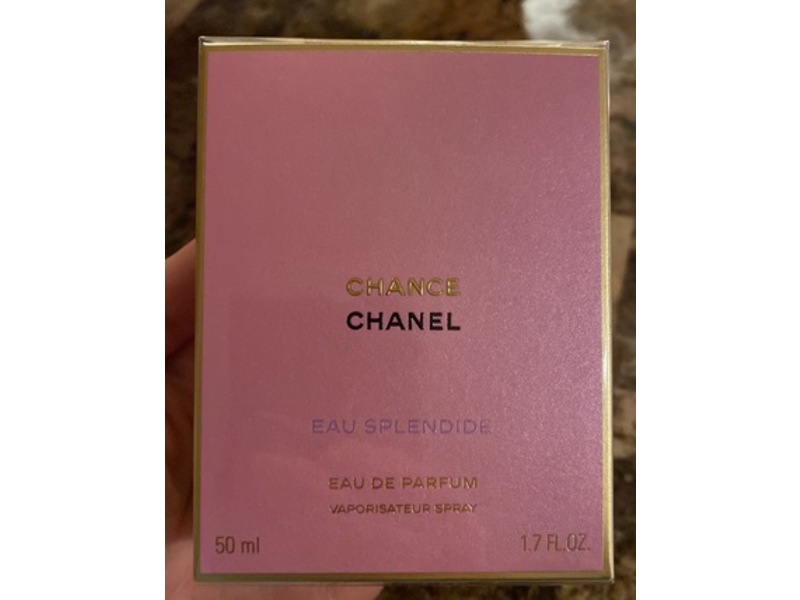 CHANCE
CHANEL
EAU SPLENDIDE
EAU DE PARFUM
VAPORISATEUR SPRAY
50 ml 1.7 FL.OZ.